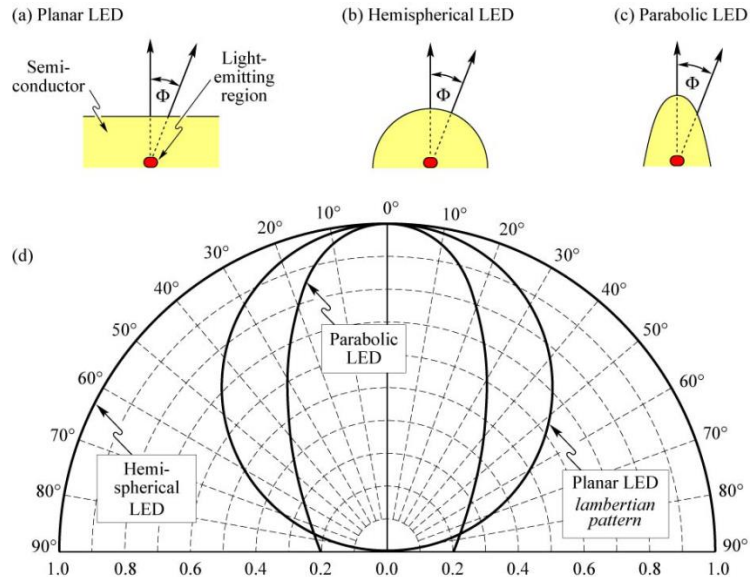 (a) Planar LED
(b) Hemispherical LED
(c) Parabolic LED
Semi-
conductor
Light-
emitting
region
Φ
Φ
Φ
(d)
90°
80°
70°
60°
50°
40°
30°
20°
10°
0°
10°
20°
30°
40°
50°
60°
70°
80°
90°
Parabolic
LED
Hemi-
spherical
LED
Planar LED
lambertian
pattern
1.0
0.8
0.6
0.4
0.2
0.0
0.2
0.4
0.6
0.8
1.0